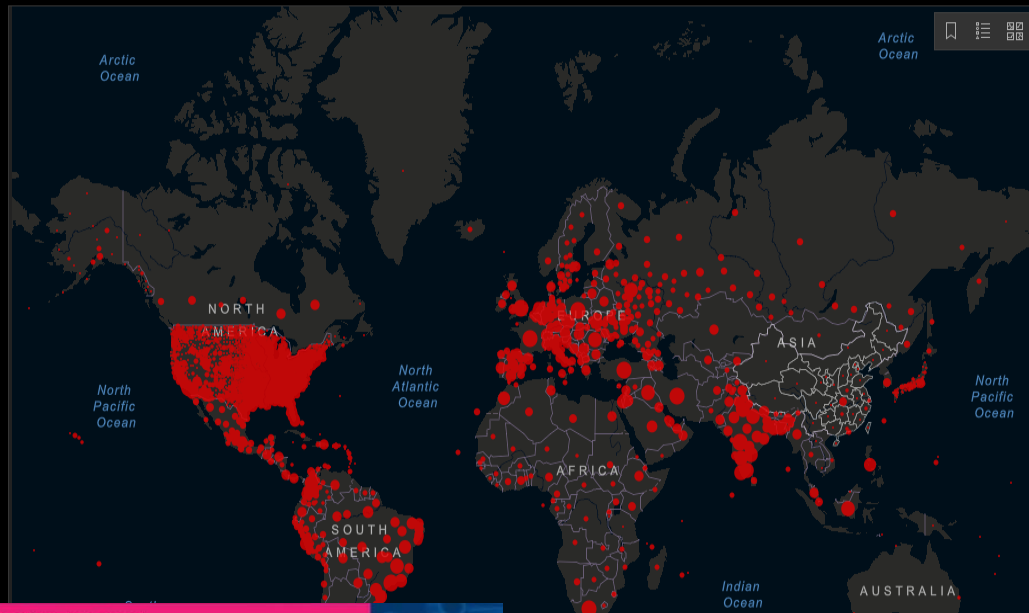 Arctic
Ocean
Arctic
Ocean
NORTH
AMERICA
EUROPE
ASIA
North
Pacific
Ocean
North
Atlantic
Ocean
North
Pacific
Ocean
AFRICA
SOUTH
AMERICA
Indian
Ocean
AUSTRALIA